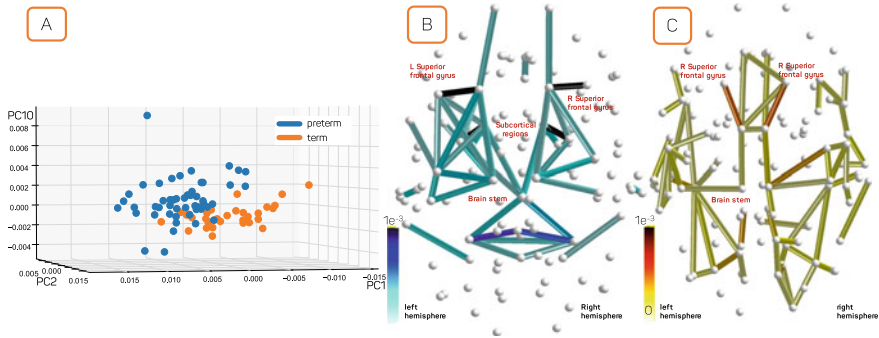 A
PC10
0.008
0.006
0.004
0.002
0.000
−0.002
−0.004
preterm
term
0.005 0.000
PC2
0.015
0.015
0.010
0.005
0.000
−0.005
−0.010
−0.015
PC1
B
L Superior
frontal gyrus
R Superior
frontal gyrus
Subcortical
regions
Brain stem
1e⁻³
left
hemisphere
Right
hemisphere
C
R Superior
frontal gyrus
R Superior
frontal gyrus
Brain stem
1e⁻³
0
left
hemisphere
right
hemisphere